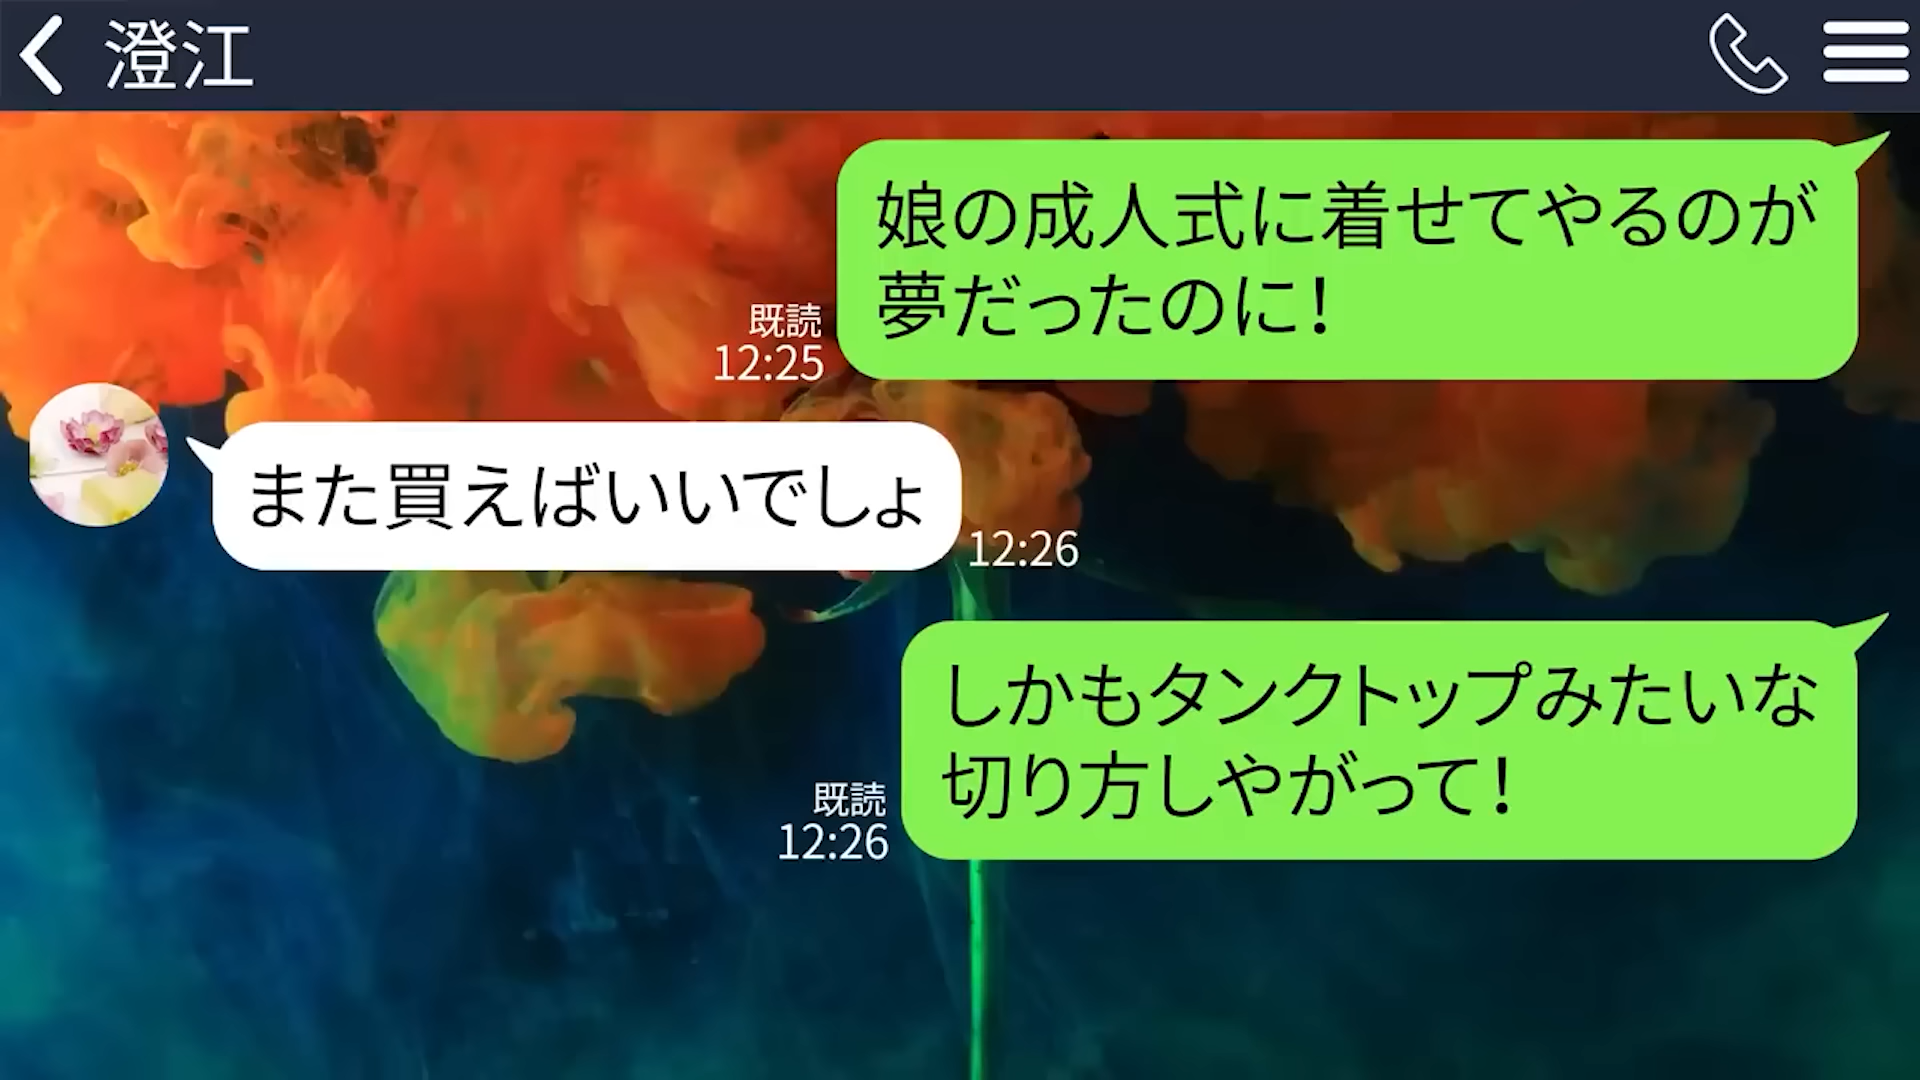 澄江
娘の成人式に着せてやるのが
夢だったのに！
既読
12:25
また買えばいいでしょ
12:26
しかもタンクトップみたいな
切り方しやがって！
既読
12:26